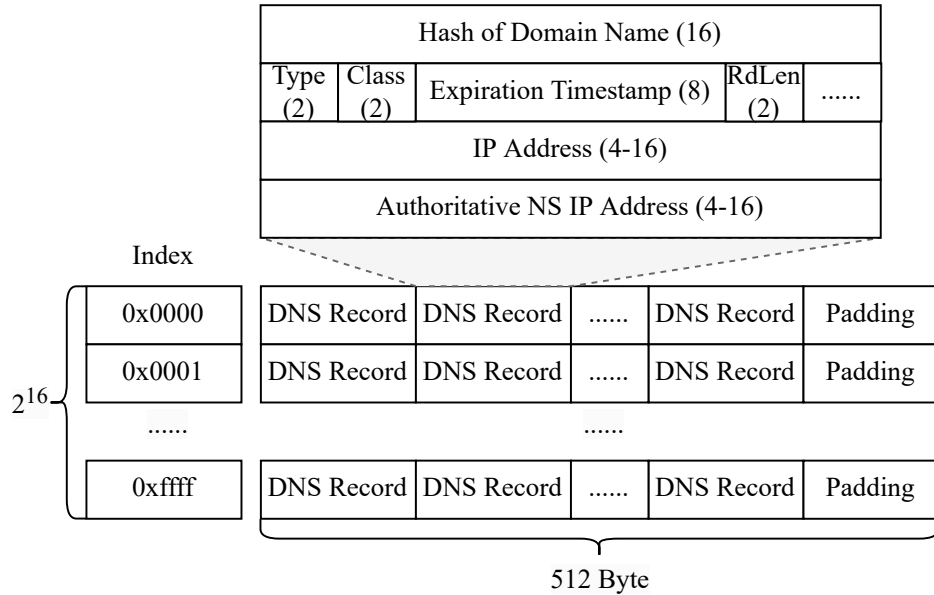 Hash of Domain Name (16)
Type
(2)
Class
(2)
Expiration Timestamp (8)
RdLen
(2)
......
IP Address (4-16)
Authoritative NS IP Address (4-16)
Index
0x0000
DNS Record
DNS Record
......
DNS Record
Padding
0x0001
DNS Record
DNS Record
......
DNS Record
Padding
2^16
......
......
0xffff
DNS Record
DNS Record
......
DNS Record
Padding
512 Byte